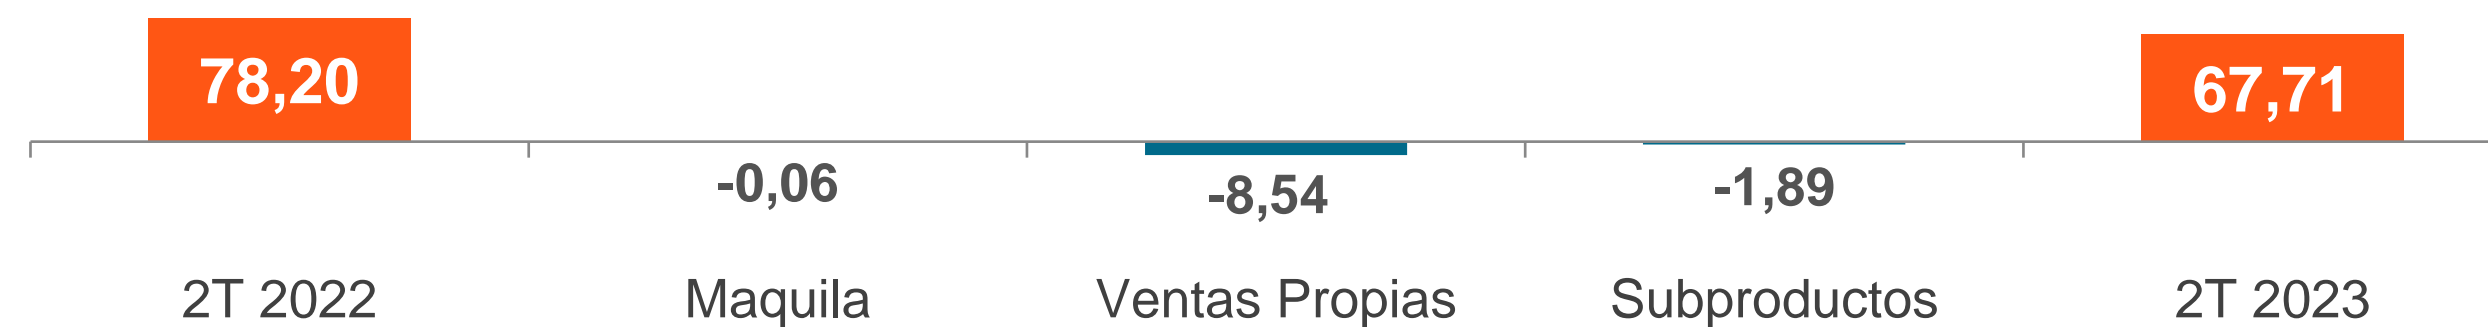 78,20
67,71
-0,06
-8,54
-1,89
2T 2022
Maquila
Ventas Propias
Subproductos
2T 2023